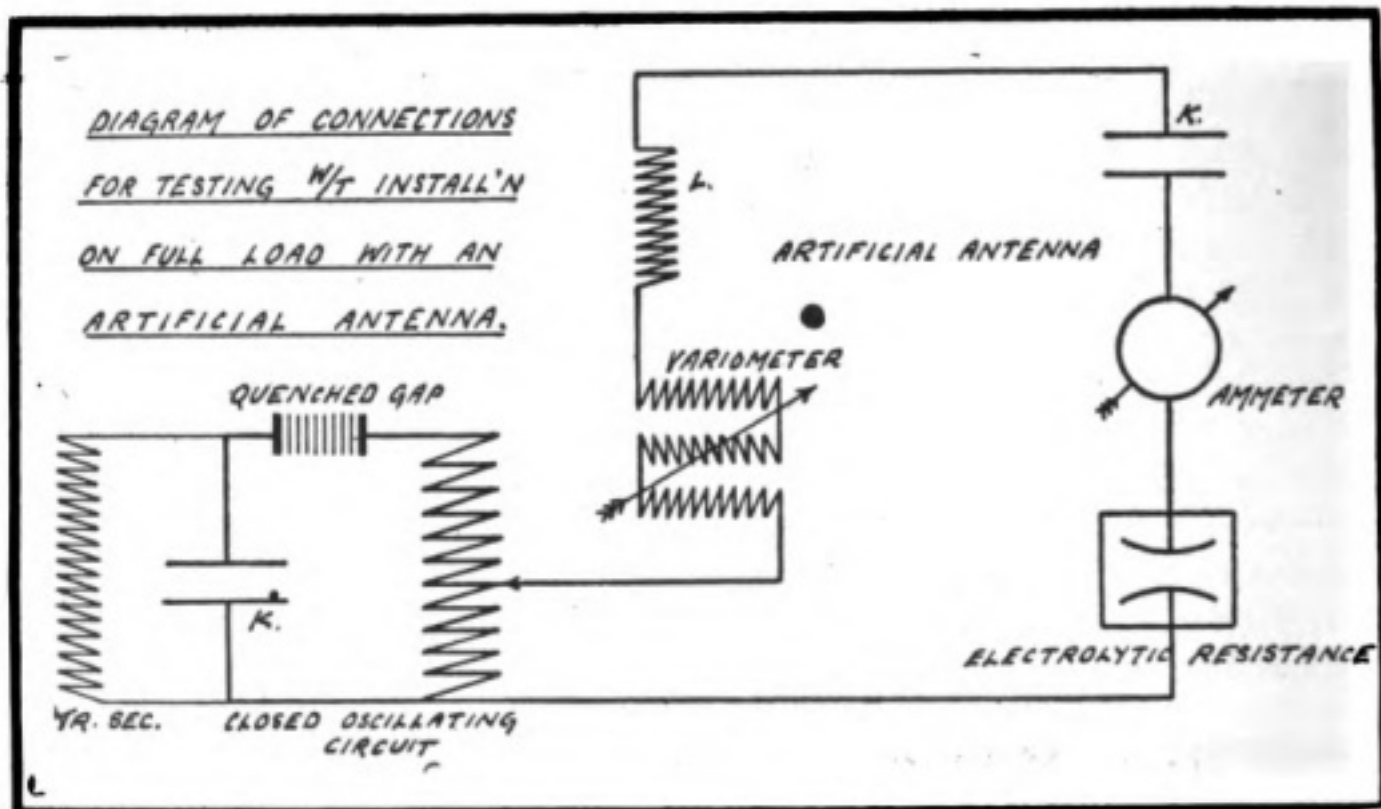 DIAGRAM OF CONNECTIONS
FOR TESTING W/T INSTALL'N
ON FULL LOAD WITH AN
ARTIFICIAL ANTENNA.
QUENCHED GAP
K.
TR. SEC.
CLOSED OSCILLATING
CIRCUIT
L.
VARIOMETER
ARTIFICIAL ANTENNA
K.
AMMETER
ELECTROLYTIC RESISTANCE
L